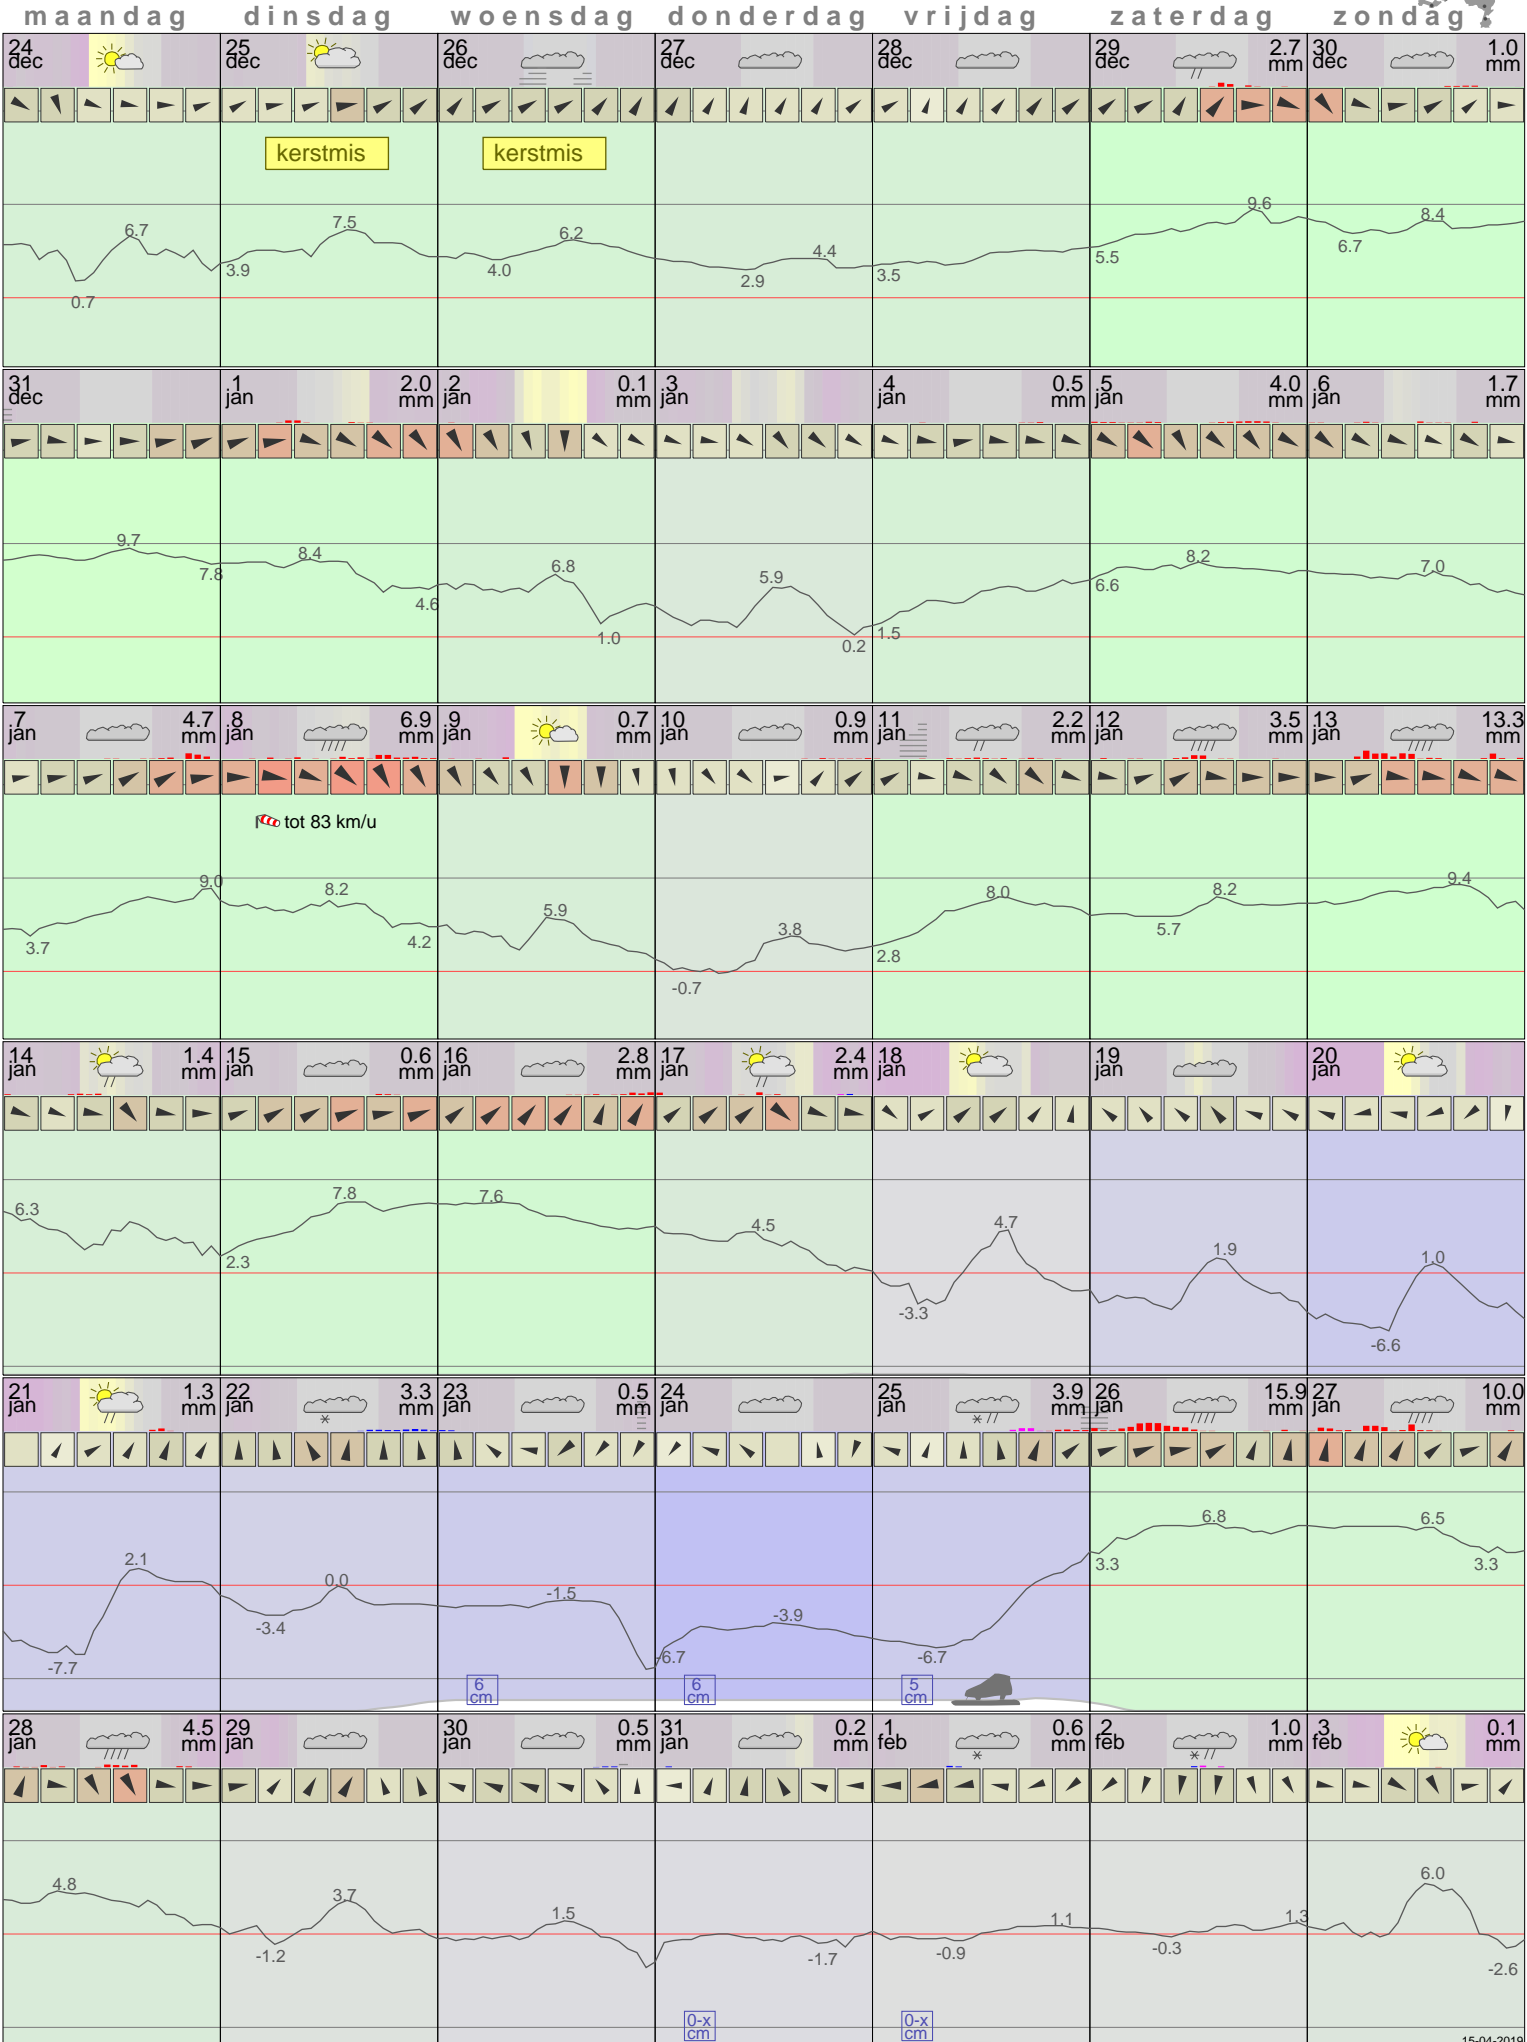 maandag dinsdag woensdag donderdag vrijdag zaterdag zondag
24 25 26 27 28 29 2.7 30 1.0
dec dec dec dec dec dec mm dec mm
kerstmis kerstmis
6.7 7.5 6.2 4.4 9.6 8.4
0.7 3.9 4.0 2.9 3.5 5.5 6.7
31 1 2.0 2 0.1 3 4 0.5 5 4.0 6 1.7
dec jan mm jan mm jan jan mm jan mm jan mm
9.7 8.4 6.8 5.9 8.2 7.0
7.8 4.6 1.0 0.2 1.5 6.6
7 4.7 8 6.9 9 0.7 10 0.9 11 2.2 12 3.5 13 13.3
jan mm jan mm jan mm jan mm jan mm jan mm jan mm
tot 83 km/u
9.0 8.2 5.9 3.8 8.0 8.2 9.4
3.7 4.2 -0.7 2.8 5.7
14 1.4 15 0.6 16 2.8 17 2.4 18 19 20
jan mm jan mm jan mm jan mm jan jan jan
6.3 7.8 7.6 4.5 4.7 1.9 1.0
2.3 -3.3 -6.6
21 1.3 22 3.3 23 0.5 24 25 3.9 26 15.9 27 10.0
jan mm jan mm jan mm jan jan mm jan mm jan mm
2.1 0.0 -1.5 -3.9 6.8 6.5
-7.7 -3.4 -6.7 -6.7 3.3 3.3
6 6 5
cm cm cm
28 4.5 29 30 0.5 31 0.2 1 0.6 2 1.0 3 0.1
jan mm jan jan mm jan mm feb mm feb mm feb mm
4.8 3.7 1.5 1.1 1.3 6.0
-1.2 -1.7 -0.9 -0.3 -2.6
0-x 0-x
cm cm
15-04-2019